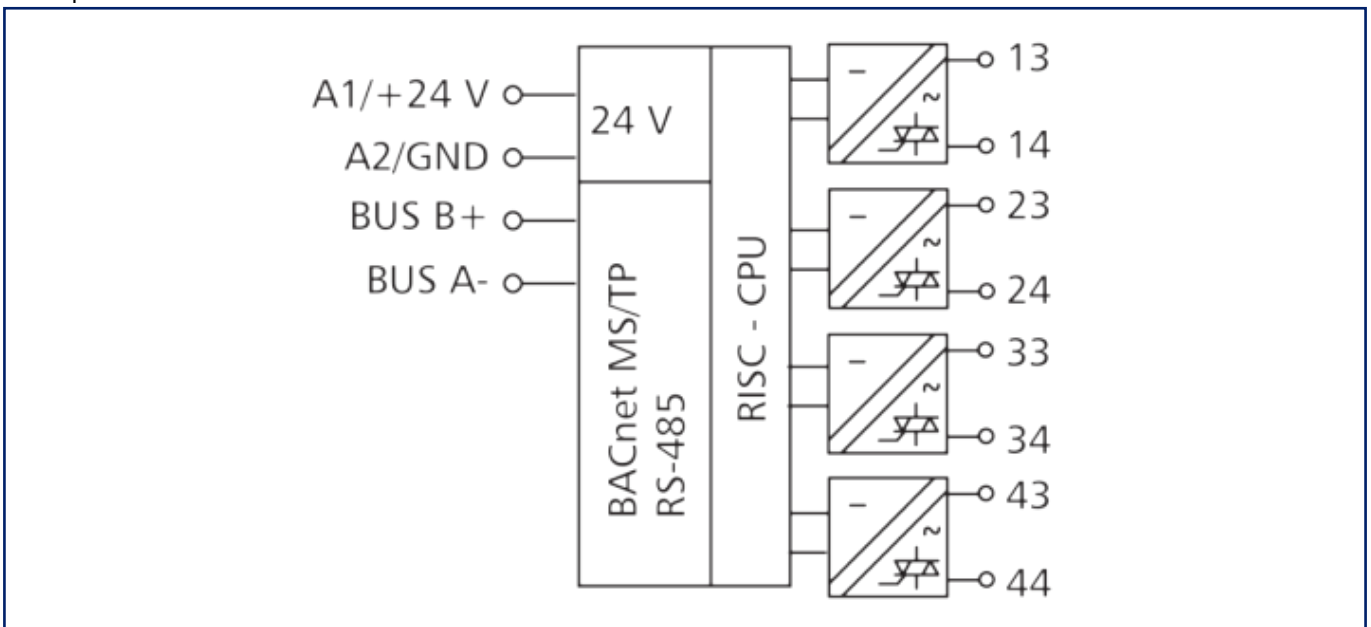 A1/+24 V
A2/GND
BUS B+
BUS A-
24 V
BACnet MS/TP
RS-485
RISC - CPU
13
14
23
24
33
34
43
44